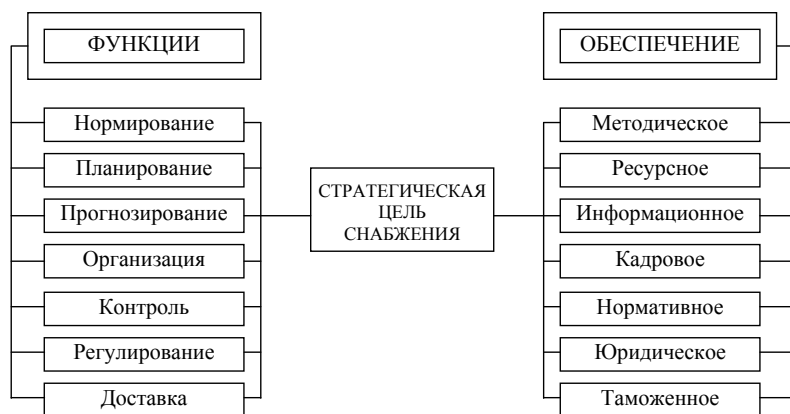 ФУНКЦИИ
Нормирование
Планирование
Прогнозирование
Организация
Контроль
Регулирование
Доставка
СТРАТЕГИЧЕСКАЯ
ЦЕЛЬ
СНАБЖЕНИЯ
ОБЕСПЕЧЕНИЕ
Методическое
Ресурсное
Информационное
Кадровое
Нормативное
Юридическое
Таможенное